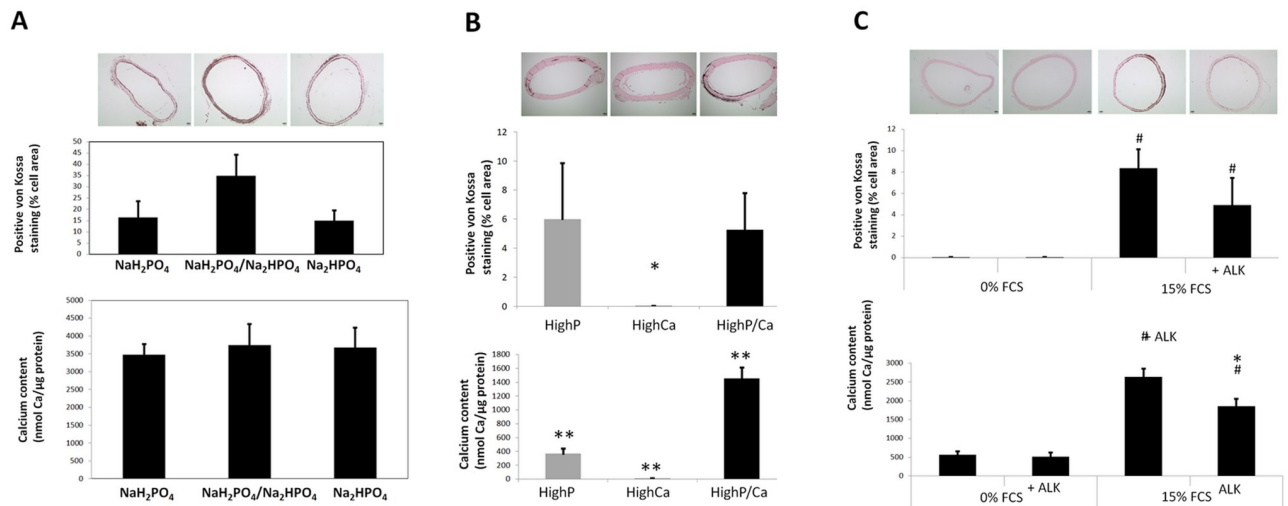 A
Positive von Kossa
staining (% cell area)
50
45
40
35
30
25
20
15
10
5
0
NaH₂PO₄
NaH₂PO₄/Na₂HPO₄
Na₂HPO₄
Calcium content
(nmol Ca/µg protein)
5000
4500
4000
3500
3000
2500
2000
1500
1000
500
0
NaH₂PO₄
NaH₂PO₄/Na₂HPO₄
Na₂HPO₄
B
Positive von Kossa
staining (% cell area)
12
10
8
6
4
2
0
*
HighP
HighCa
HighP/Ca
Calcium content
(nmol Ca/µg protein)
1800
1600
1400
1200
1000
800
600
400
200
0
**
**
**
HighP
HighCa
HighP/Ca
C
Positive von Kossa
staining (% cell area)
12
10
8
6
4
2
0
#
#
+ ALK
0% FCS
15% FCS
Calcium content
(nmol Ca/µg protein)
3000
2500
2000
1500
1000
500
0
#+ ALK
*
#
+ ALK
ALK
0% FCS
15% FCS